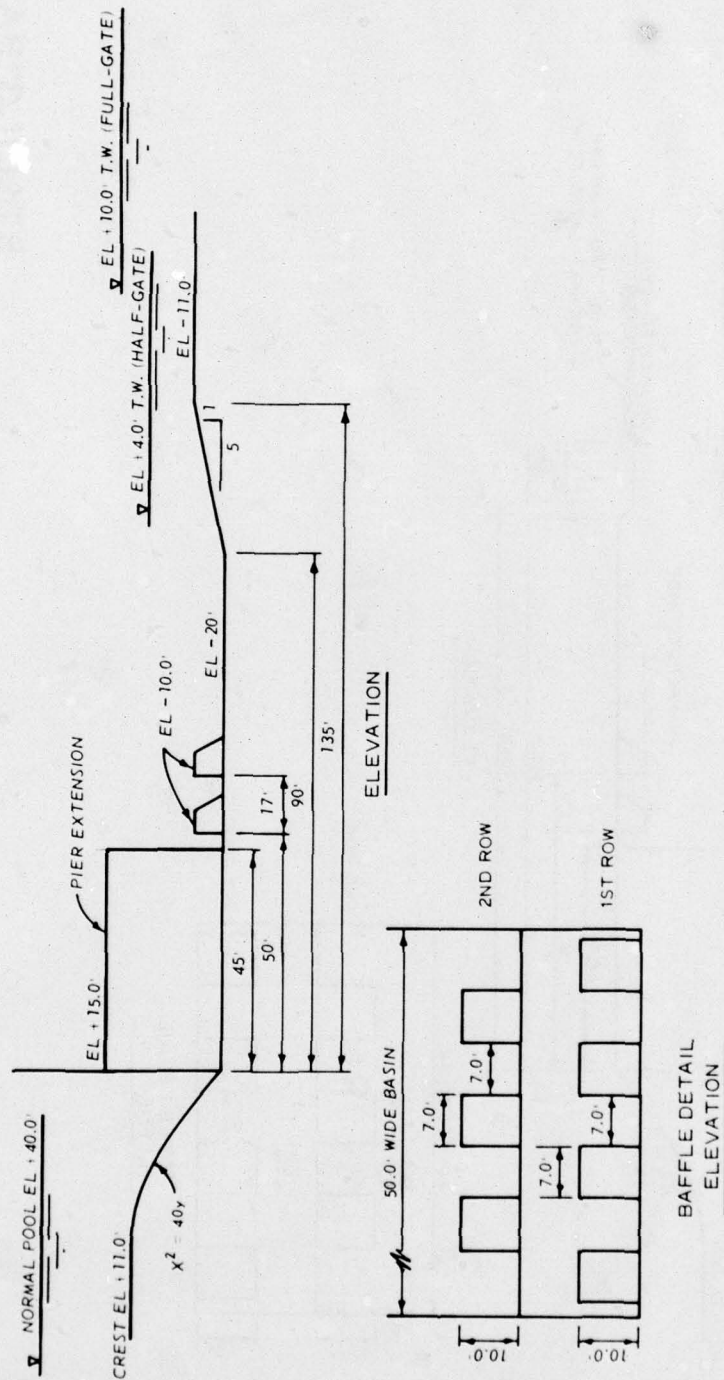 NORMAL POOL EL + 40.0'
CREST EL + 11.0'
X² = 40y
EL + 15.0'
PIER EXTENSION
EL - 10.0'
EL - 20'
EL + 4.0' T.W. (HALF-GATE)
EL + 10.0' T.W. (FULL-GATE)
EL - 11.0'
1
5
45'
50'
17'
90'
135'
ELEVATION
50.0' WIDE BASIN
10.0'
7.0'
7.0'
2ND ROW
10.0'
7.0'
7.0'
1ST ROW
BAFFLE DETAIL
ELEVATION